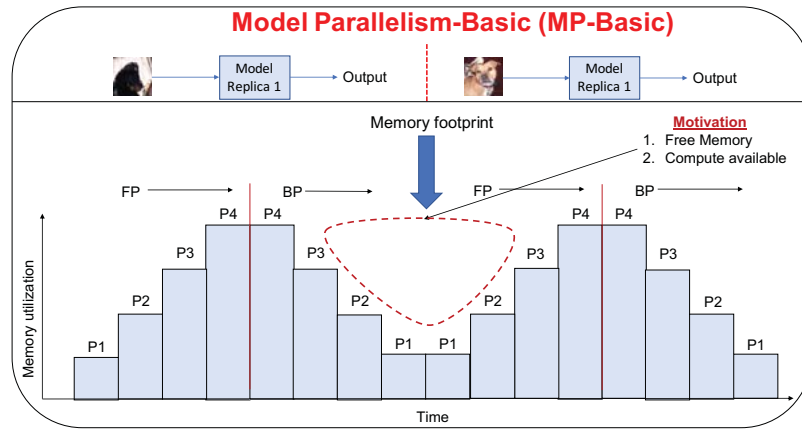 Model Parallelism-Basic (MP-Basic)
Model
Replica 1
Output
Model
Replica 1
Output
Memory footprint
Motivation
1. Free Memory
2. Compute available
FP
BP
FP
BP
P4
P4
P4
P4
P3
P3
P3
P3
P2
P2
P2
P2
P1
P1
P1
P1
Memory utilization
Time